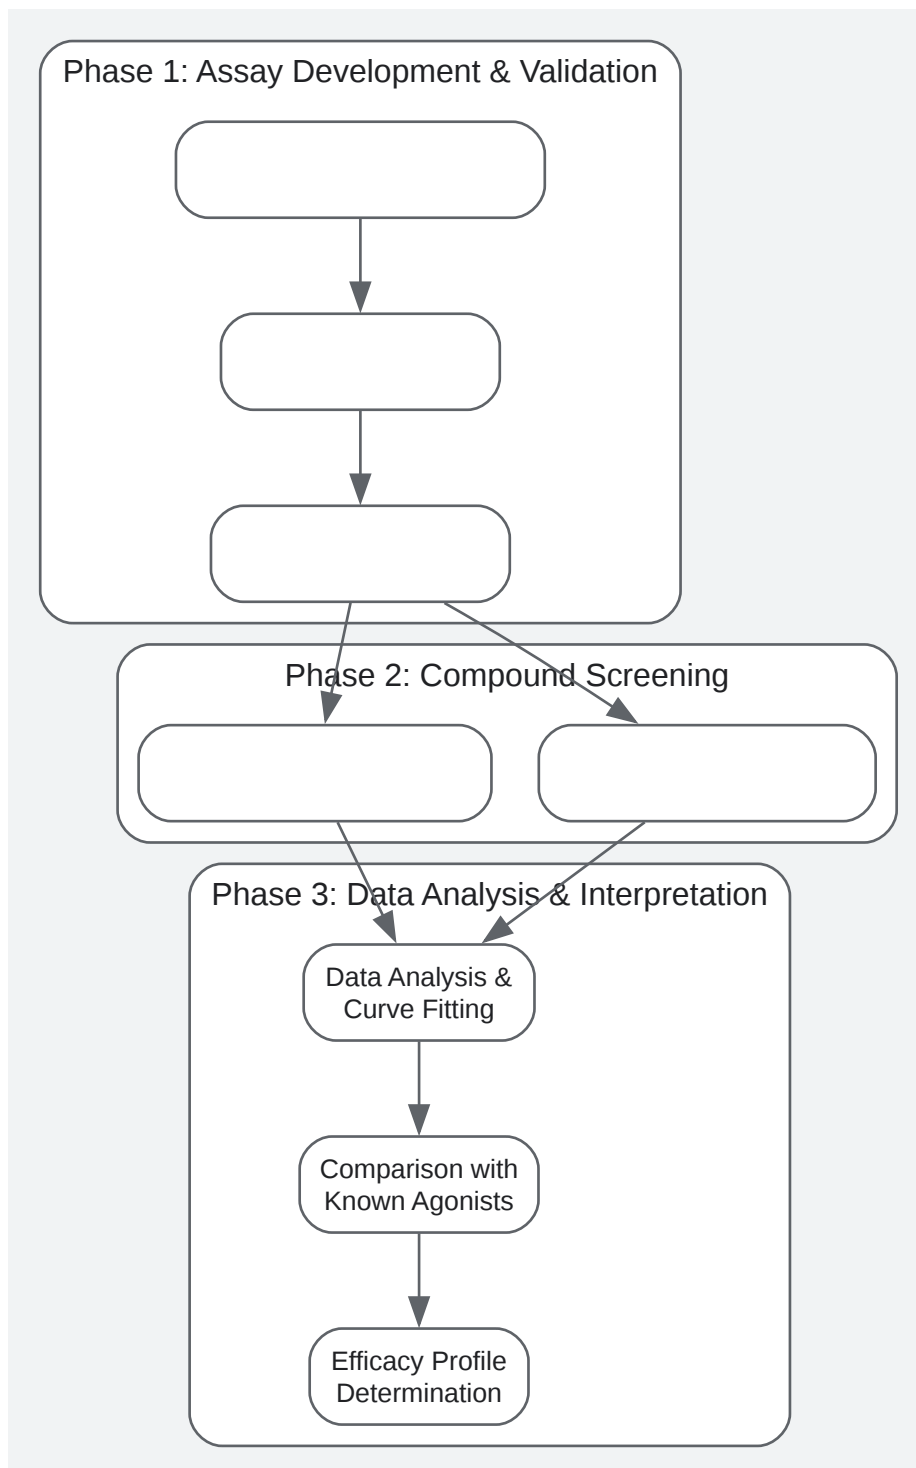 Phase 1: Assay Development & Validation
Phase 2: Compound Screening
Phase 3: Data Analysis & Interpretation
Data Analysis &
Curve Fitting
Comparison with
Known Agonists
Efficacy Profile
Determination